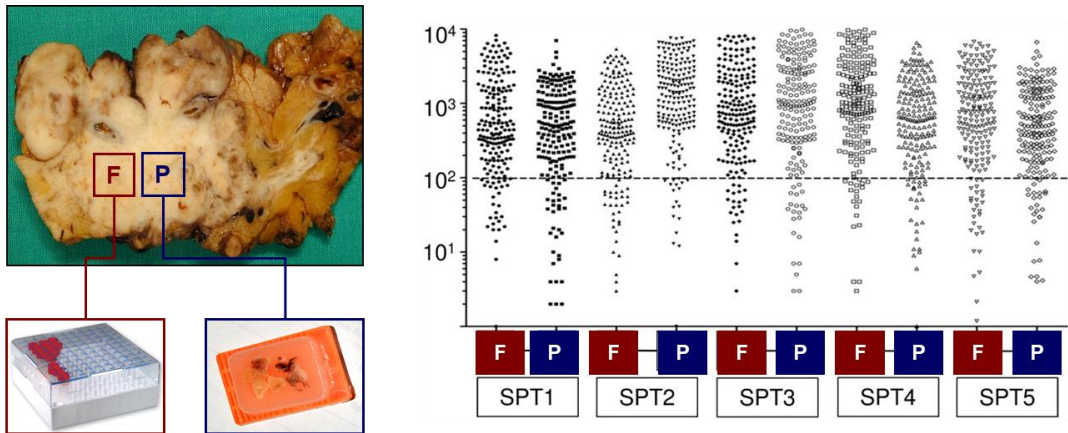 F P
10⁴
10³
10²
10¹
F P F P F P F P F P
SPT1 SPT2 SPT3 SPT4 SPT5